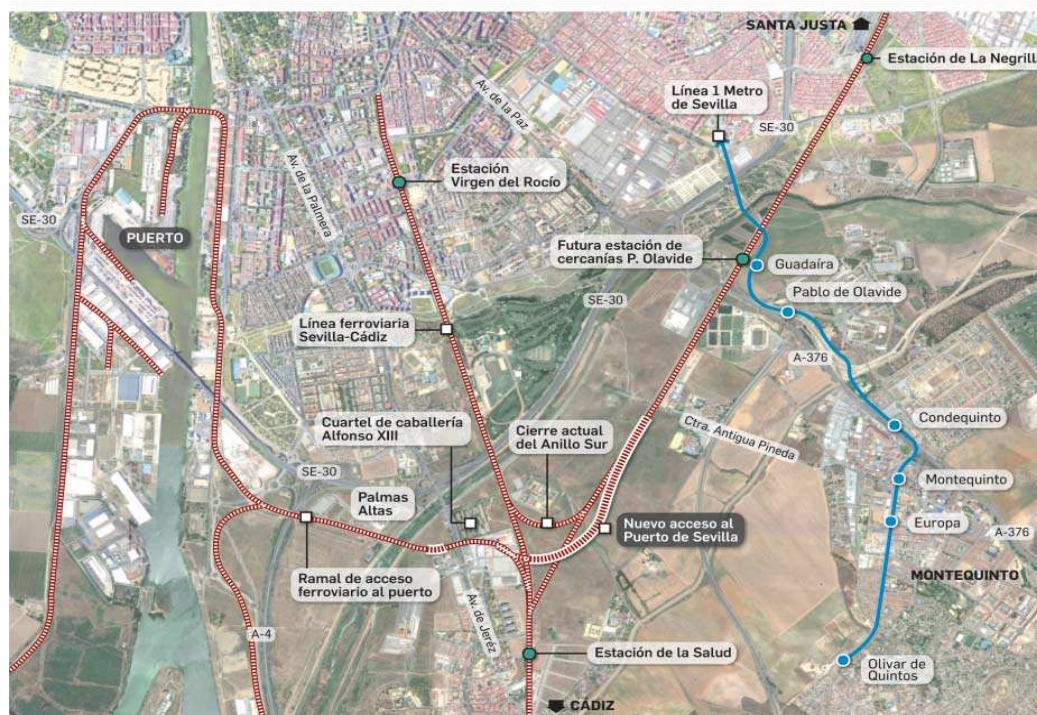 SANTA JUSTA
Estación de La Negrill
Línea 1 Metro
de Sevilla
SE-30
Av. de la Paz
Av. de la Palmera
Estación
Virgen del Rocío
SE-30
PUERTO
Futura estación de
cercanías P. Olavide
Guadaíra
SE-30
Pablo de Olavide
Línea ferroviaria
Sevilla-Cádiz
A-376
Cuartel de caballería
Alfonso XIII
Cierre actual
del Anillo Sur
Ctra. Antigua Pineda
Condequinto
SE-30
Montequinto
Palmas
Altas
Nuevo acceso al
Puerto de Sevilla
Europa
A-376
Ramal de acceso
ferroviario al puerto
MONTEQUINTO
Av. de Jeréz
A-4
Estación de la Salud
Olivar de
Quintos
CÁDIZ